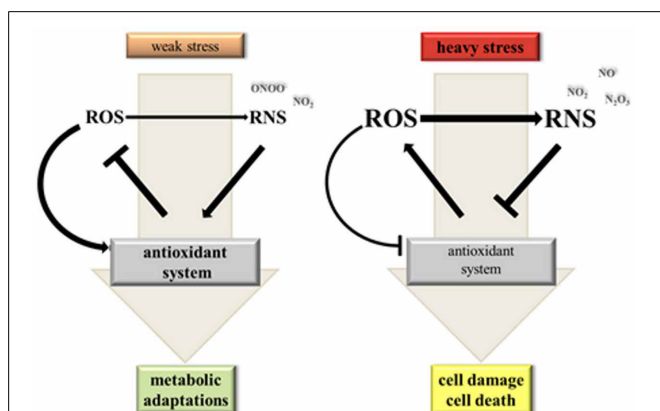 weak stress
ONOO⁻
NO₂
ROS
RNS
antioxidant
system
metabolic
adaptations
heavy stress
NO
NO₂
N₂O₃
ROS
RNS
antioxidant
system
cell damage
cell death